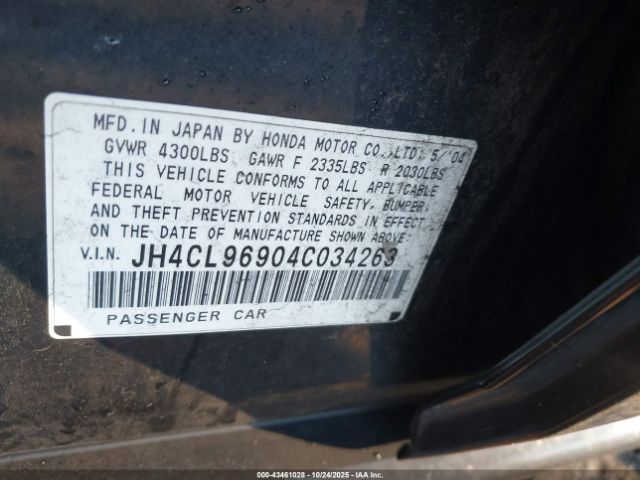 MFD. IN JAPAN BY HONDA MOTOR CO., LTD. 5/'04
GVWR 4300LBS GAWR F 2335LBS R 2030LBS
THIS VEHICLE CONFORMS TO ALL APPLICABLE
FEDERAL MOTOR VEHICLE SAFETY, BUMPER,
AND THEFT PREVENTION STANDARDS IN EFFECT
ON THE DATE OF MANUFACTURE SHOWN ABOVE:
V.I.N. JH4CL96904C034263
PASSENGER CAR
000-43461028 - 10/24/2025 - IAA Inc.